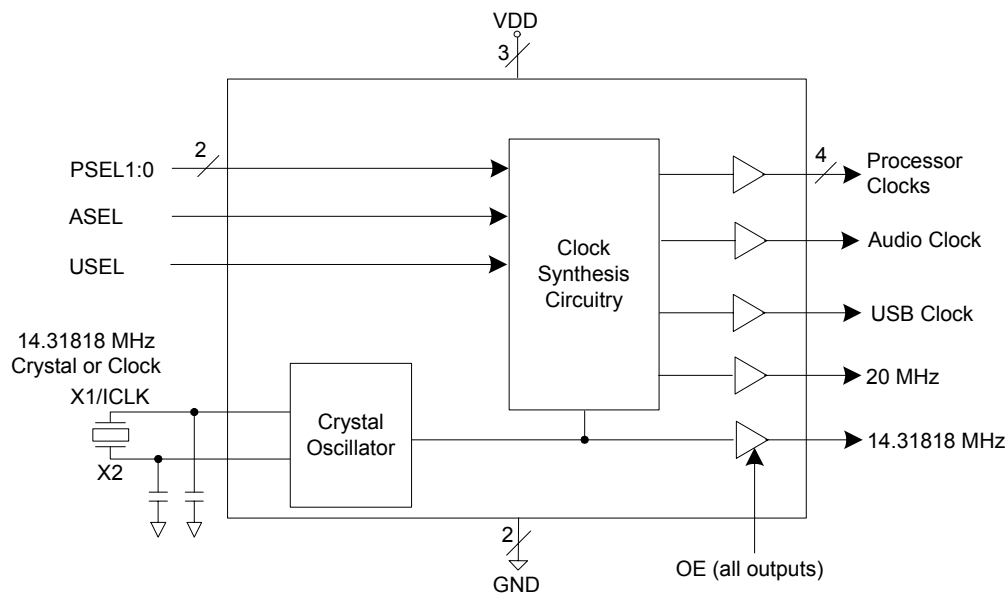 VDD
3
2
PSEL1:0
ASEL
USEL
Clock
Synthesis
Circuitry
4
Processor
Clocks
Audio Clock
USB Clock
20 MHz
14.31818 MHz
14.31818 MHz
Crystal or Clock
X1/ICLK
X2
Crystal
Oscillator
2
GND
OE (all outputs)